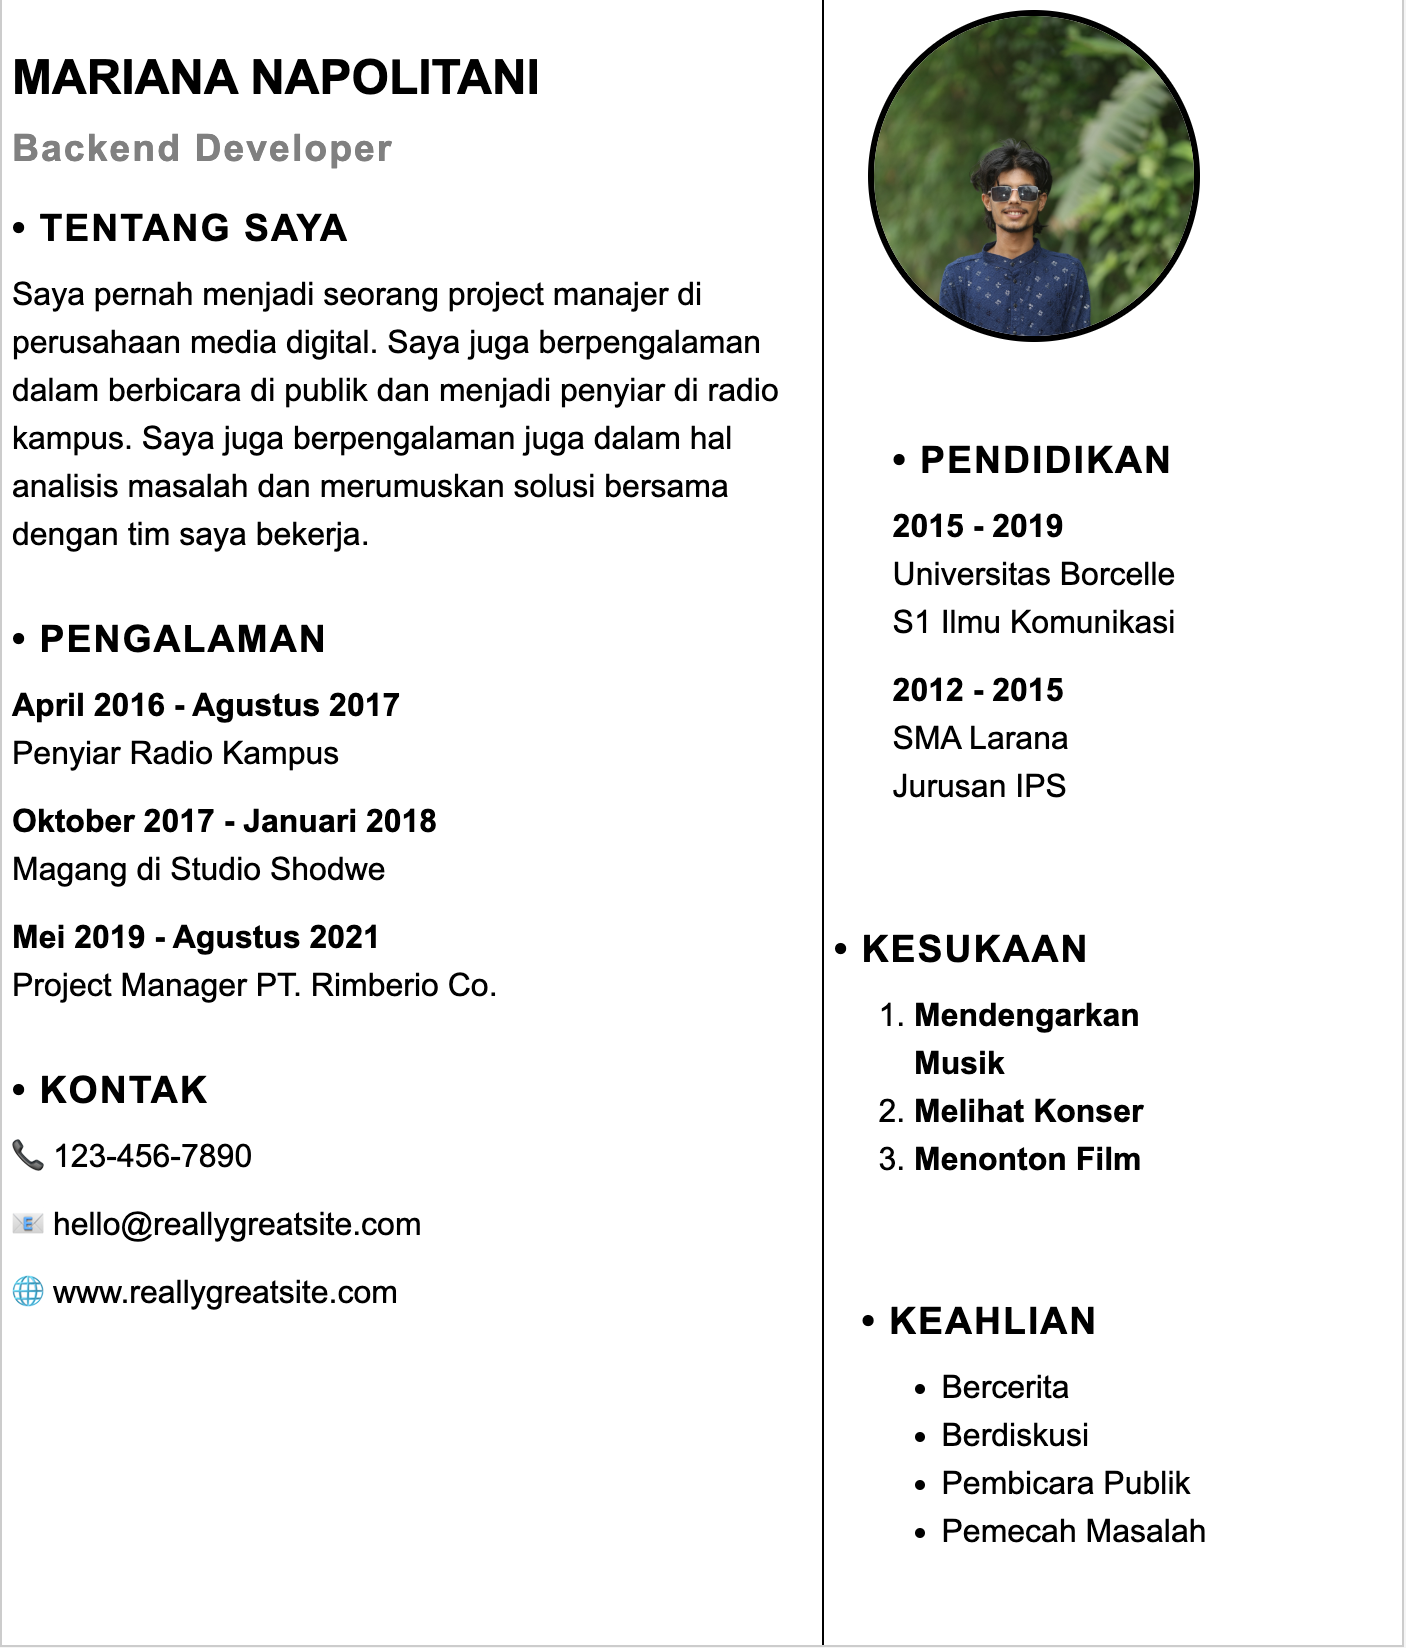 MARIANA NAPOLITANI
Backend Developer
• TENTANG SAYA
Saya pernah menjadi seorang project manajer di
perusahaan media digital. Saya juga berpengalaman
dalam berbicara di publik dan menjadi penyiar di radio
kampus. Saya juga berpengalaman juga dalam hal
analisis masalah dan merumuskan solusi bersama
dengan tim saya bekerja.
• PENGALAMAN
April 2016 - Agustus 2017
Penyiar Radio Kampus
Oktober 2017 - Januari 2018
Magang di Studio Shodwe
Mei 2019 - Agustus 2021
Project Manager PT. Rimberio Co.
• KONTAK
📞 123-456-7890
📧 hello@reallygreatsite.com
🌐 www.reallygreatsite.com
• PENDIDIKAN
2015 - 2019
Universitas Borcelle
S1 Ilmu Komunikasi
2012 - 2015
SMA Larana
Jurusan IPS
• KESUKAAN
1. Mendengarkan
Musik
2. Melihat Konser
3. Menonton Film
• KEAHLIAN
• Bercerita
• Berdiskusi
• Pembicara Publik
• Pemecah Masalah